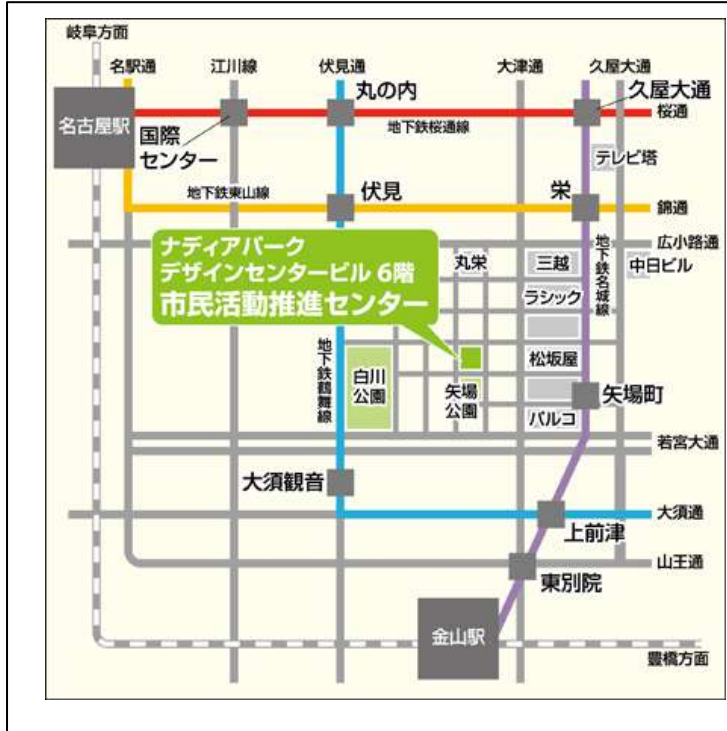 岐阜方面
名駅通
江川線
伏見通
大津通
久屋大通
名古屋駅
国際
センター
丸の内
久屋大通
桜通
地下鉄桜通線
テレビ塔
地下鉄東山線
伏見
栄
錦通
広小路通
ナディアパーク
デザインセンタービル 6階
市民活動推進センター
丸栄
三越
地下鉄名城線
中日ビル
ラシック
地下鉄鶴舞線
白川
公園
矢場
公園
松坂屋
矢場町
パルコ
若宮大通
大須観音
大須通
上前津
山王通
東別院
金山駅
豊橋方面